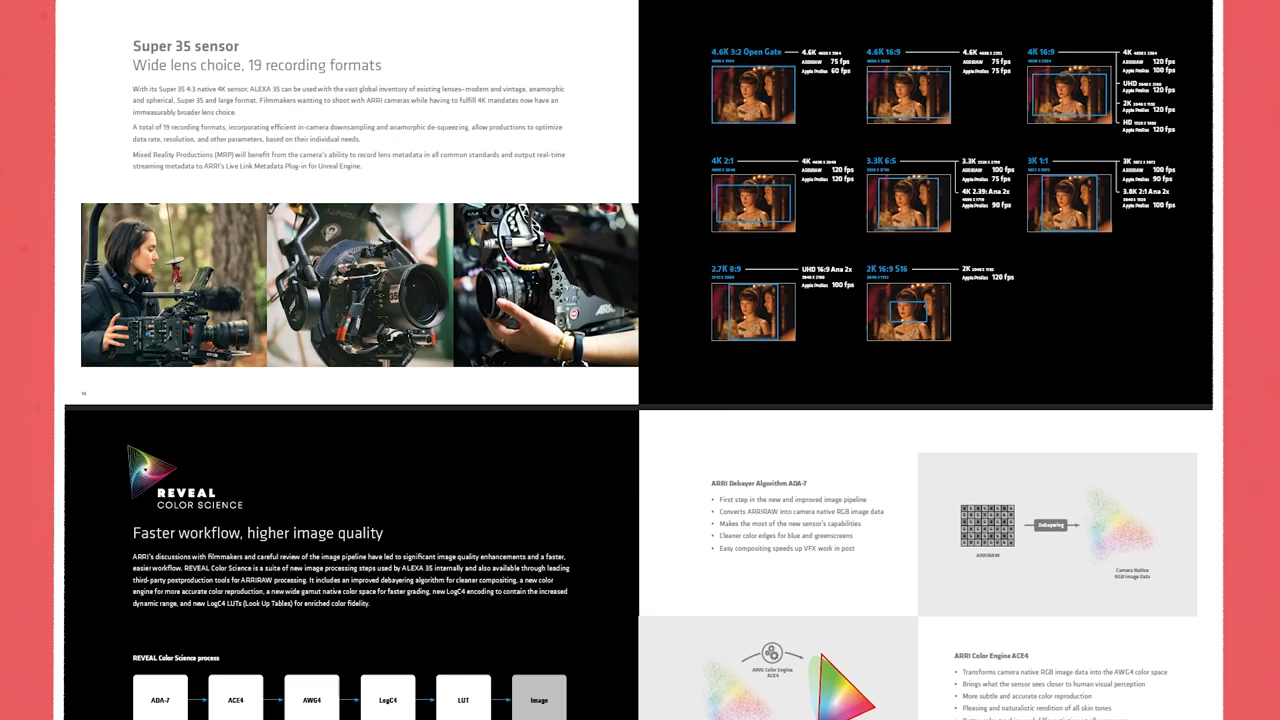 Super 35 sensor
Wide lens choice, 19 recording formats
With its Super 35 4:3 native 4K sensor, ALEXA 35 can be used with the vast global inventory of existing lenses–modern and vintage, anamorphic
and spherical, Super 35 and large format. Filmmakers wanting to shoot with ARRI cameras while having to fulfill 4K mandates now have an
immeasurably broader lens choice.
A total of 19 recording formats, incorporating efficient in-camera downsampling and anamorphic de-squeezing, allow productions to optimize
data rate, resolution, and other parameters, based on their individual needs.
Mixed Reality Productions (MRP) will benefit from the camera's ability to record lens metadata in all common standards and output real-time
streaming metadata to ARRI's Live Link Metadata Plug-in for Unreal Engine.
14
4.6K 3:2 Open Gate
4.6K
ARRIRAW 75 fps
Apple ProRes 60 fps
4.6K 16:9
4.6K
ARRIRAW 75 fps
Apple ProRes 75 fps
4K 16:9
4K
ARRIRAW 120 fps
Apple ProRes 100 fps
UHD
Apple ProRes 120 fps
2K
Apple ProRes 120 fps
HD
Apple ProRes 120 fps
4K 2:1
4K
ARRIRAW 120 fps
Apple ProRes 120 fps
3.3K 6:5
3.3K
ARRIRAW 100 fps
Apple ProRes 75 fps
4K 2.39: Ana 2x
Apple ProRes 90 fps
3K 1:1
3K
ARRIRAW 100 fps
Apple ProRes 90 fps
3.8K 2:1 Ana 2x
Apple ProRes 100 fps
2.7K 8:9
UHD 16:9 Ana 2x
Apple ProRes 100 fps
2K 16:9 S16
2K
Apple ProRes 120 fps
REVEAL
COLOR SCIENCE
Faster workflow, higher image quality
ARRI's discussions with filmmakers and careful review of the image pipeline have led to significant image quality enhancements and a faster,
easier workflow. REVEAL Color Science is a suite of new image processing steps used by ALEXA 35 internally and also available through leading
third-party postproduction tools for ARRIRAW processing. It includes an improved debayering algorithm for cleaner compositing, a new color
engine for more accurate color reproduction, a new wide gamut native color space for faster grading, new LogC4 encoding to contain the increased
dynamic range, and new LogC4 LUTs (Look Up Tables) for enriched color fidelity.
REVEAL Color Science process
ADA-7
ACE4
AWG4
LogC4
LUT
Image
ARRI Debayer Algorithm ADA-7
• First step in the new and improved image pipeline
• Converts ARRIRAW into camera native RGB image data
• Makes the most of the new sensor's capabilities
• Cleaner color edges for blue and greenscreens
• Easy compositing speeds up VFX work in post
Debayering
ARRIRAW
Camera Native
RGB Image Data
ARRI Color Engine
ACE4
ARRI Color Engine ACE4
• Transforms camera native RGB image data into the AWG4 color space
• Brings what the sensor sees closer to human visual perception
• More subtle and accurate color reproduction
• Pleasing and naturalistic rendition of all skin tones